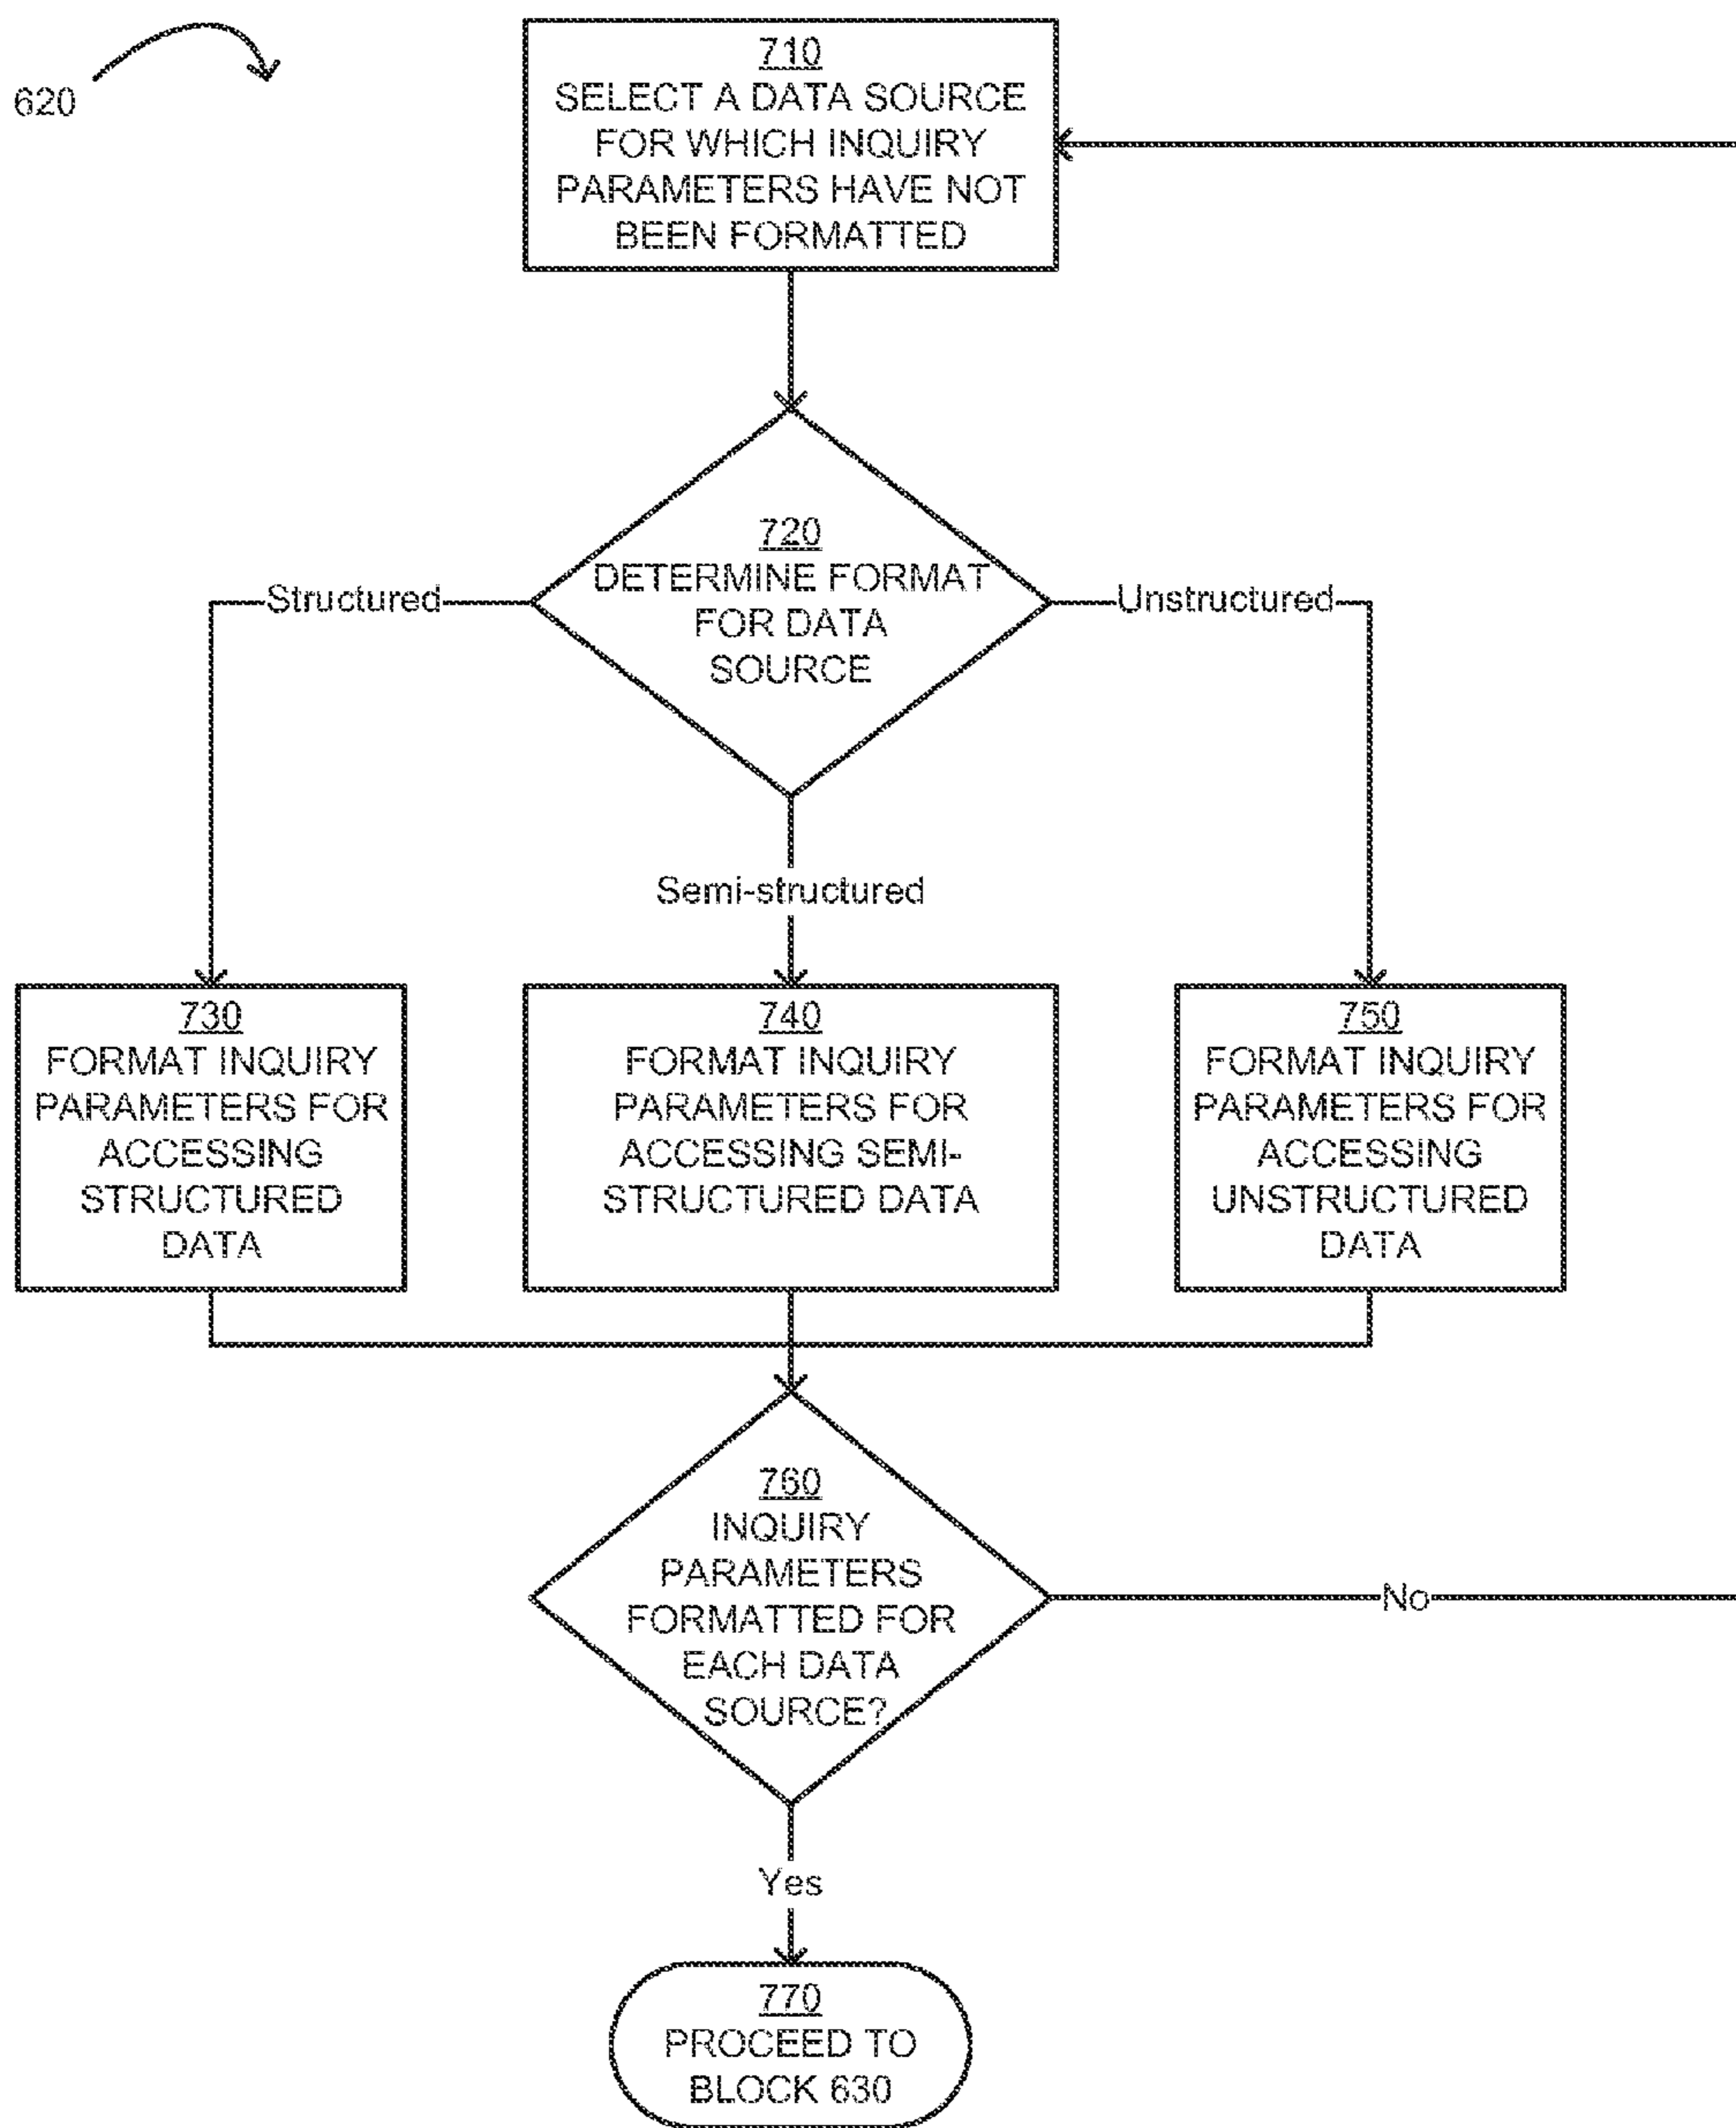 620
710
SELECT A DATA SOURCE
FOR WHICH INQUIRY
PARAMETERS HAVE NOT
BEEN FORMATTED
720
DETERMINE FORMAT
FOR DATA
SOURCE
Structured
Unstructured
Semi-structured
730
FORMAT INQUIRY
PARAMETERS FOR
ACCESSING
STRUCTURED
DATA
740
FORMAT INQUIRY
PARAMETERS FOR
ACCESSING SEMI-
STRUCTURED DATA
750
FORMAT INQUIRY
PARAMETERS FOR
ACCESSING
UNSTRUCTURED
DATA
760
INQUIRY
PARAMETERS
FORMATTED FOR
EACH DATA
SOURCE?
No
Yes
770
PROCEED TO
BLOCK 630